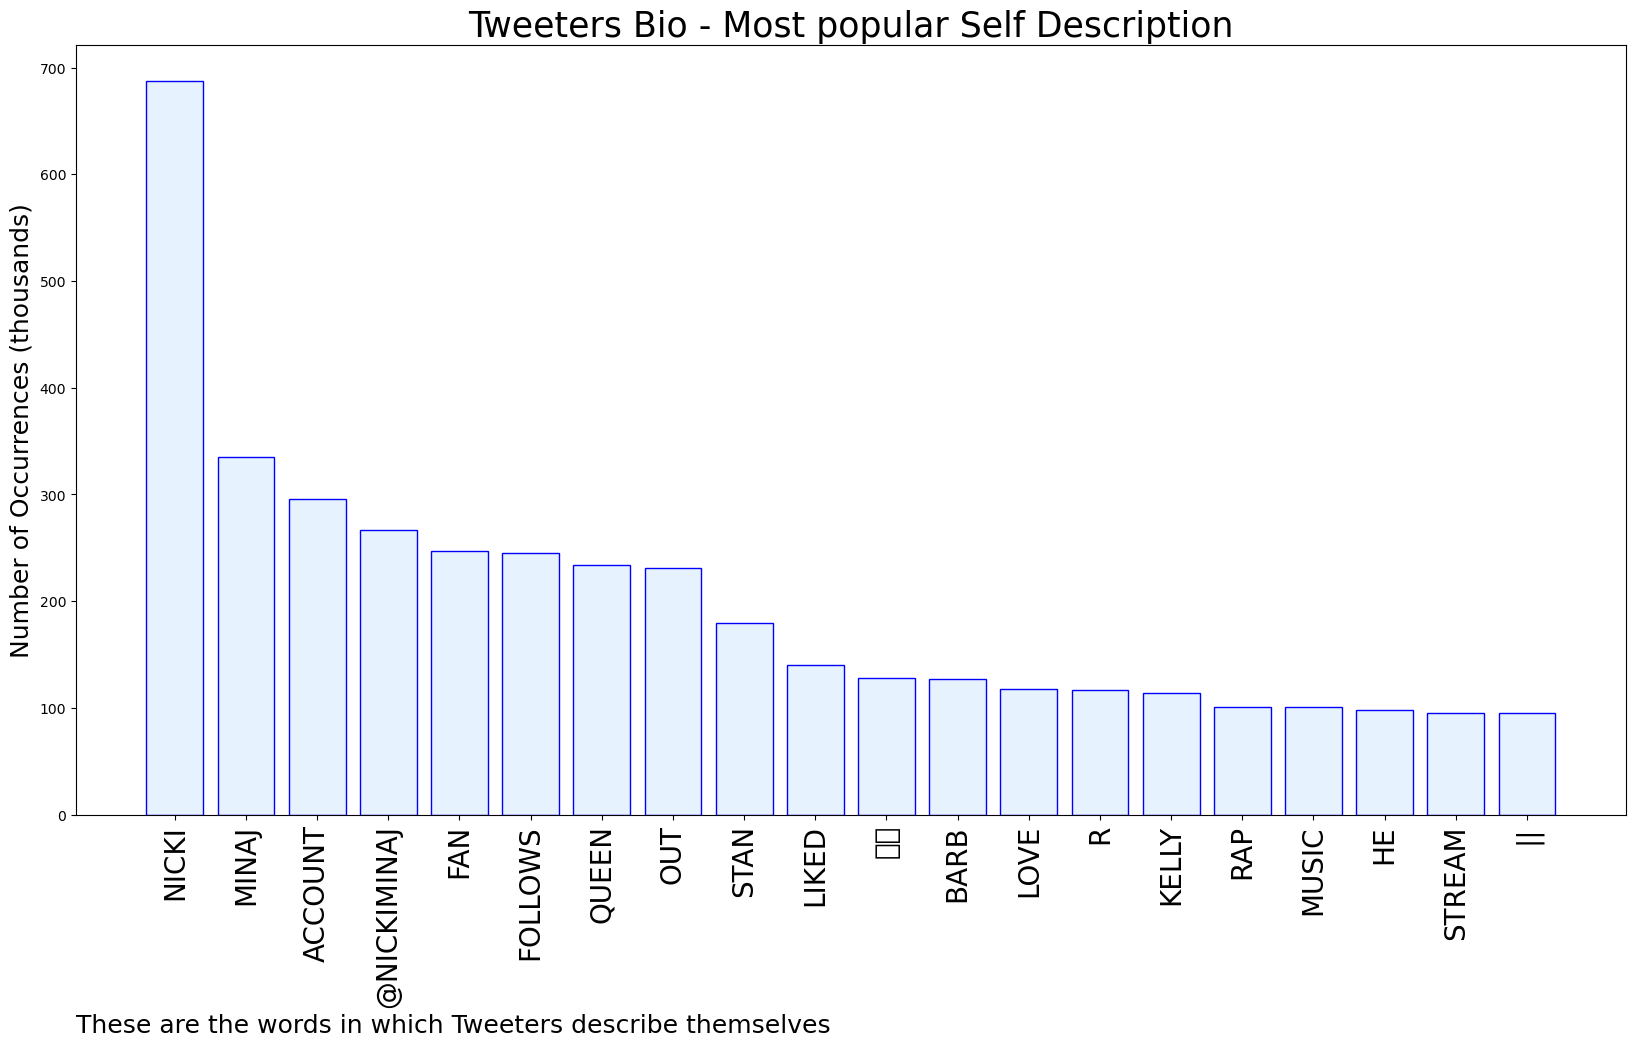 Tweeters Bio - Most popular Self Description
Number of Occurrences (thousands)
700
600
500
400
300
200
100
0
NICKI
MINAJ
ACCOUNT
@NICKIMINAJ
FAN
FOLLOWS
QUEEN
OUT
STAN
LIKED
BARB
LOVE
R
KELLY
RAP
MUSIC
HE
STREAM
||
These are the words in which Tweeters describe themselves